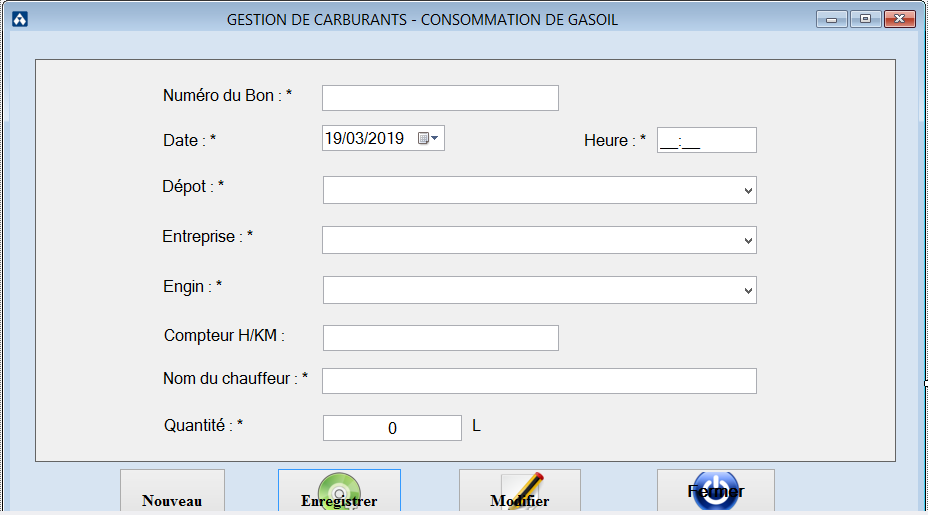 GESTION DE CARBURANTS - CONSOMMATION DE GASOIL
Numéro du Bon : *
Date : * 19/03/2019 Heure : * __:__
Dépot : *
Entreprise : *
Engin : *
Compteur H/KM :
Nom du chauffeur : *
Quantité : * 0 L
Nouveau Enregistrer Modifier Fermer